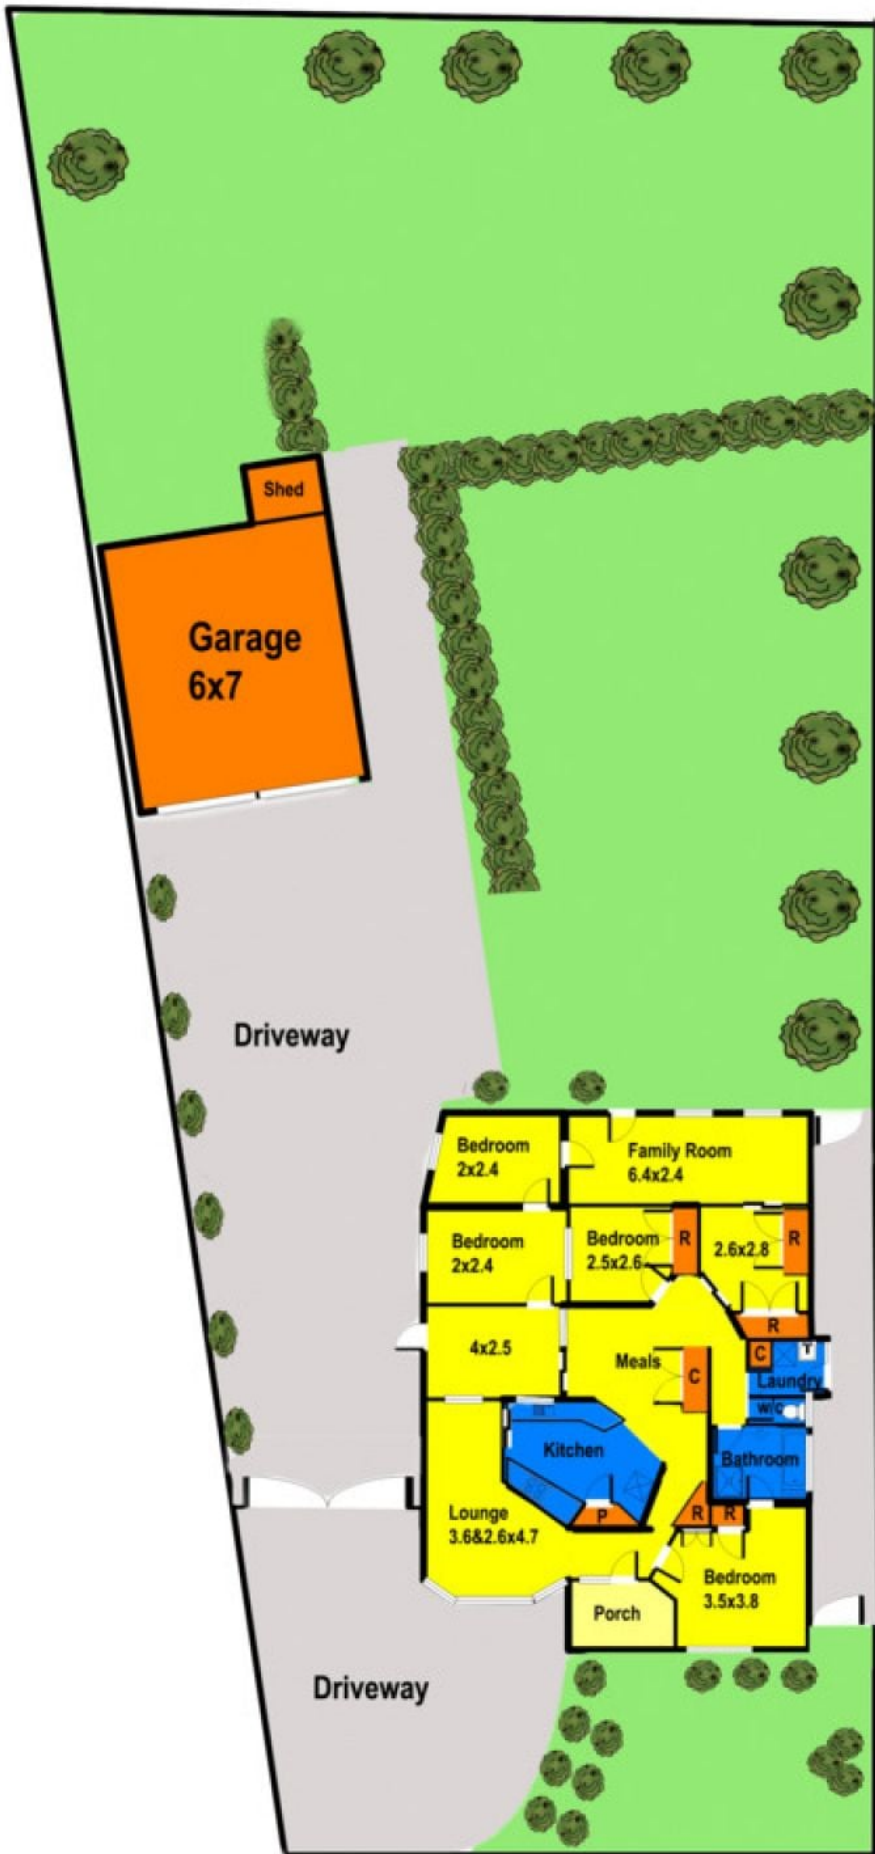 Shed
Garage
6x7
Driveway
Bedroom
2x2.4
Family Room
6.4x2.4
Bedroom
2x2.4
Bedroom
2.5x2.6
R
2.6x2.8
R
R
4x2.5
Meals
C
C
T
Laundry
w/c
Kitchen
Bathroom
Lounge
3.6&2.6x4.7
P
R
R
Bedroom
3.5x3.8
Porch
Driveway